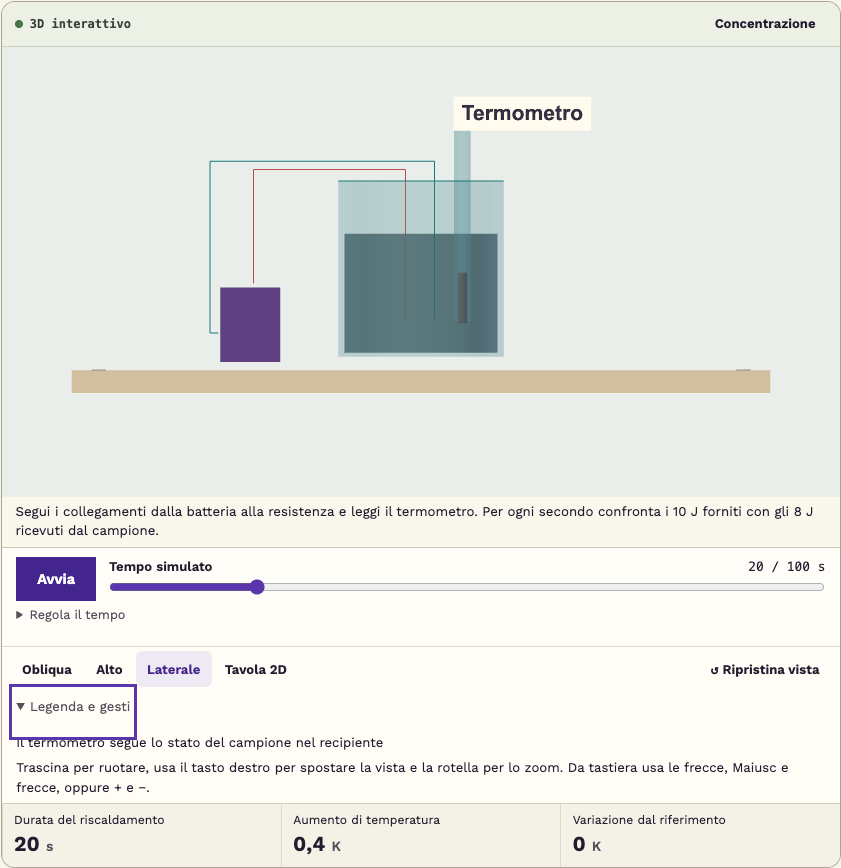 3D interattivo
Concentrazione
Termometro
Segui i collegamenti dalla batteria alla resistenza e leggi il termometro. Per ogni secondo confronta i 10 J forniti con gli 8 J
ricevuti dal campione.
Avvia
Tempo simulato
20 / 100 s
▶ Regola il tempo
Obliqua Alto Laterale Tavola 2D
↺ Ripristina vista
▼ Legenda e gesti
Il termometro segue lo stato del campione nel recipiente
Trascina per ruotare, usa il tasto destro per spostare la vista e la rotella per lo zoom. Da tastiera usa le frecce, Maiusc e
frecce, oppure + e −.
Durata del riscaldamento
20 s
Aumento di temperatura
0,4 K
Variazione dal riferimento
0 K